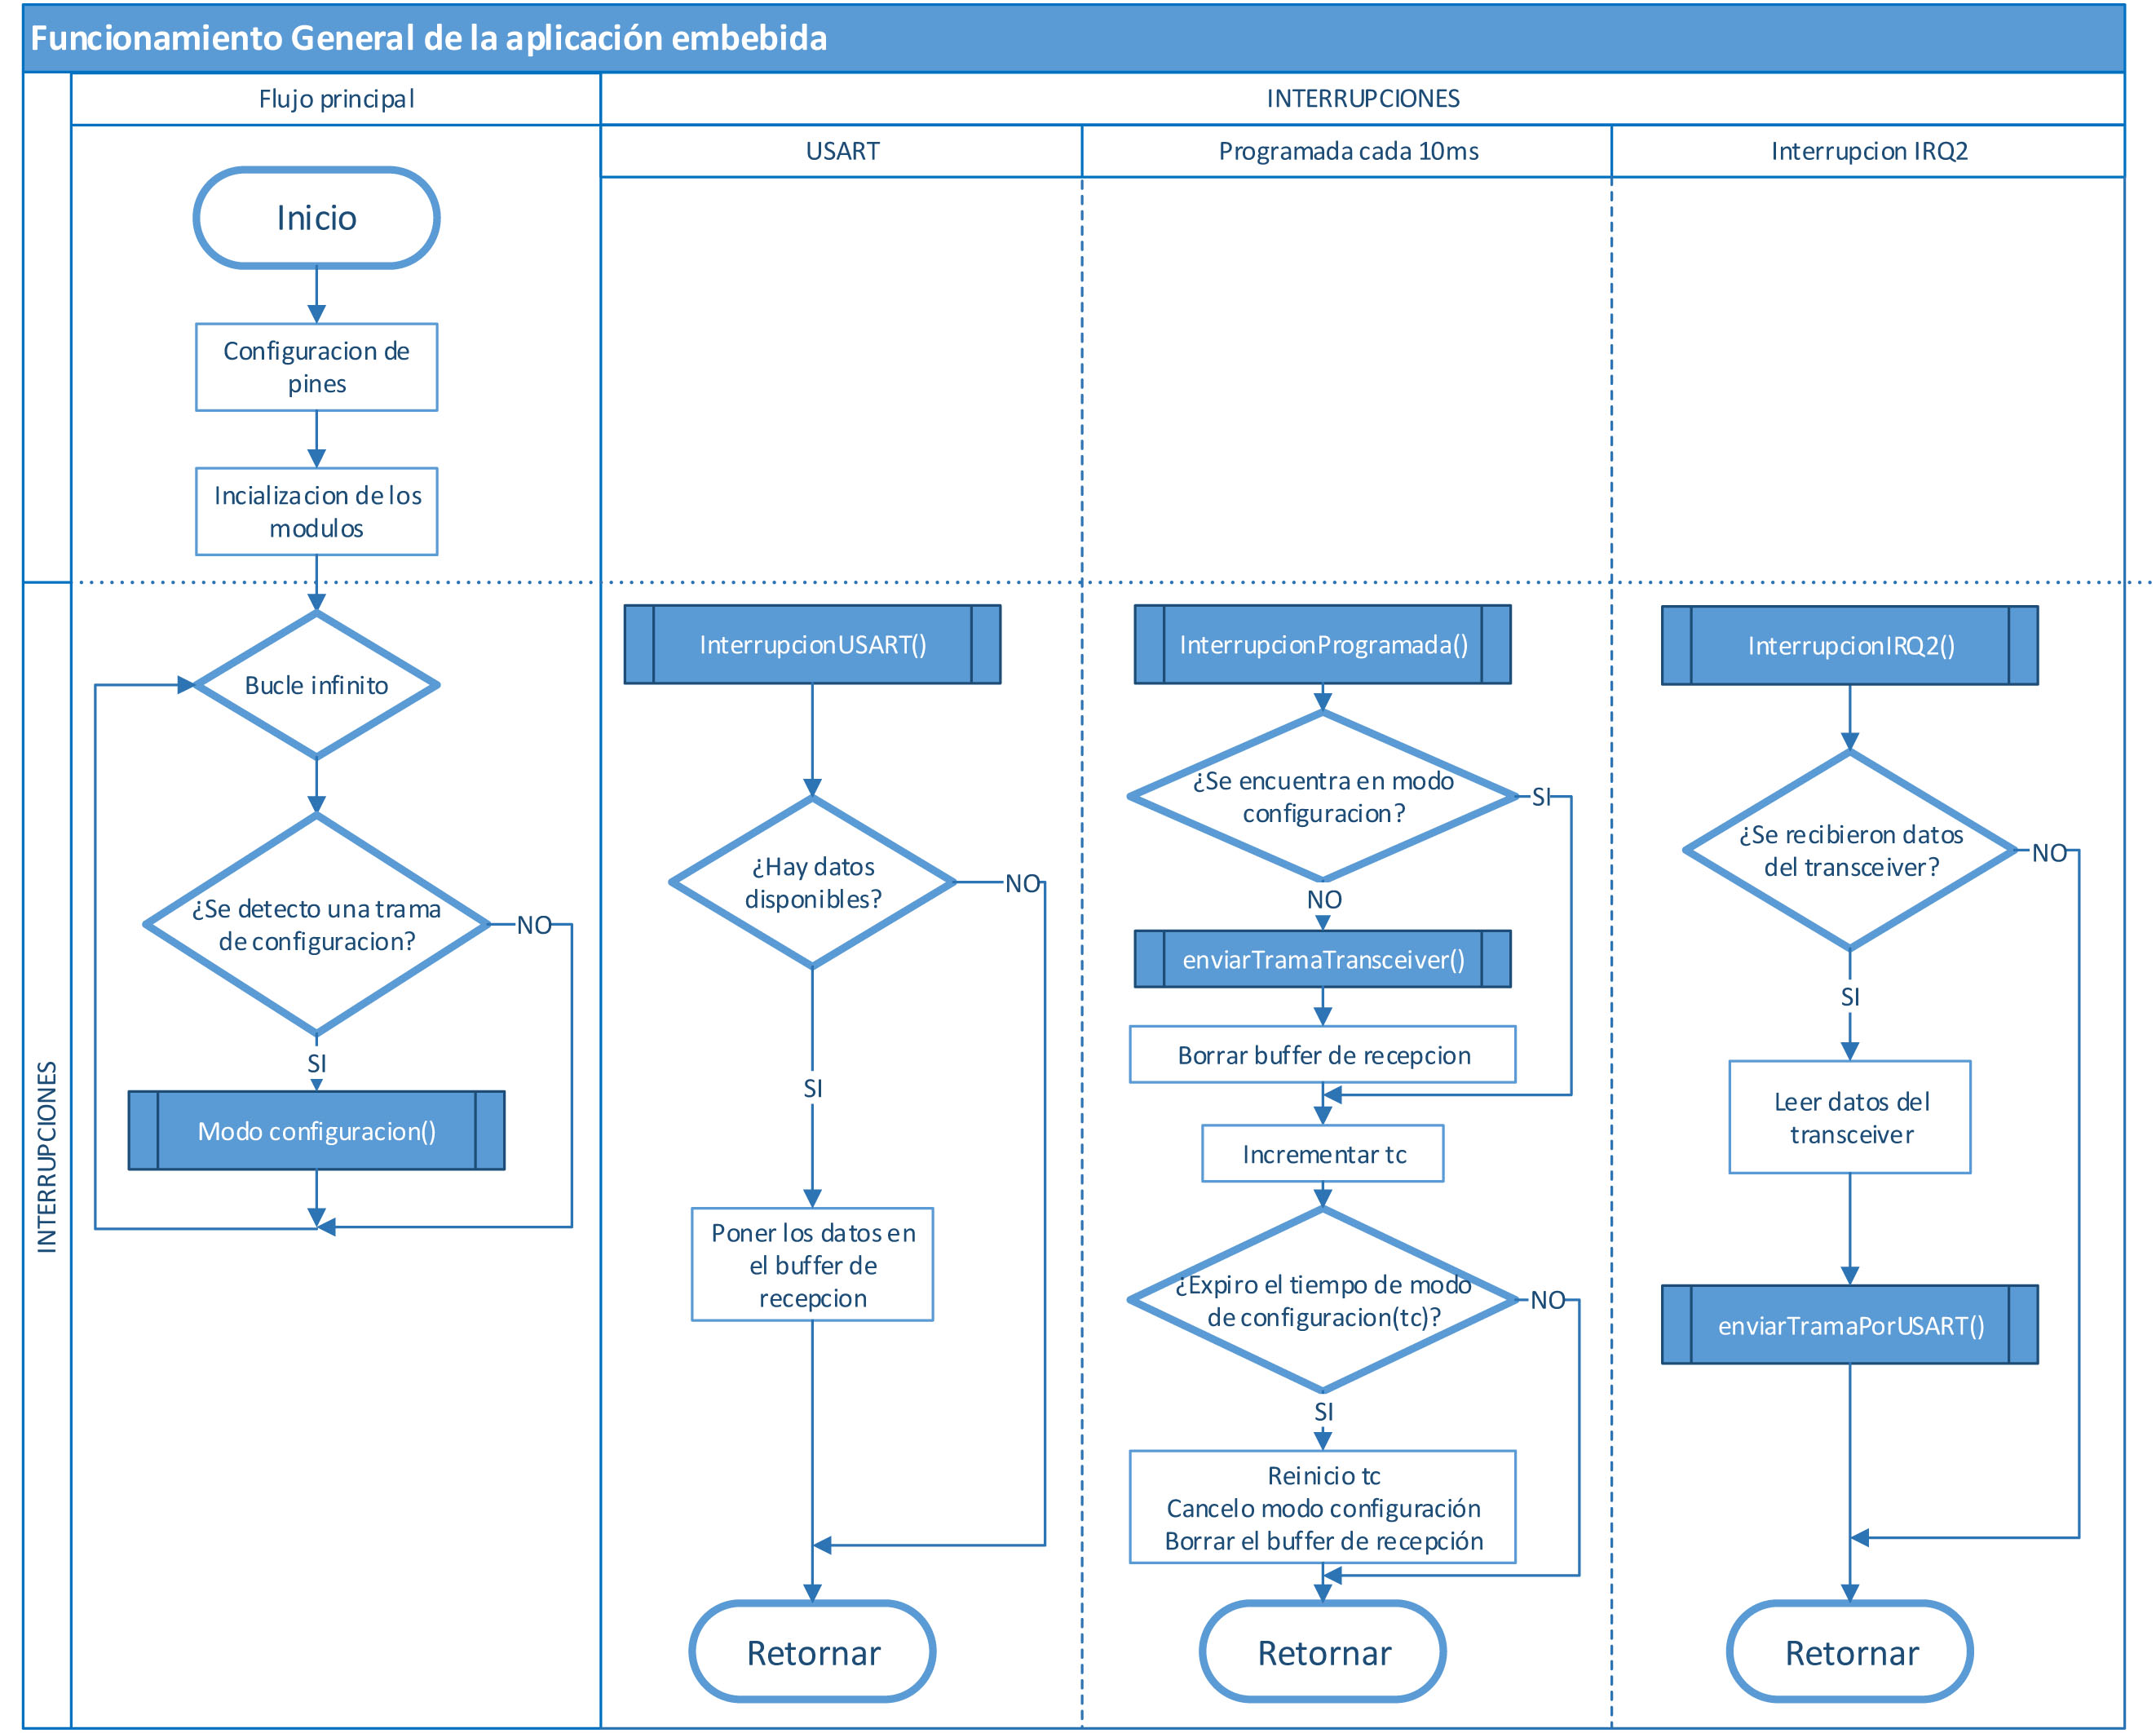 Funcionamiento General de la aplicación embebida
Flujo principal
INTERRUPCIONES
USART
Programada cada 10ms
Interrupcion IRQ2
Inicio
Configuracion de
pines
Incializacion de los
modulos
INTERRUPCIONES
Bucle infinito
¿Se detecto una trama
de configuracion?
NO
SI
Modo configuracion()
InterrupcionUSART()
¿Hay datos
disponibles?
NO
SI
Poner los datos en
el buffer de
recepcion
Retornar
InterrupcionProgramada()
¿Se encuentra en modo
configuracion?
SI
NO
enviarTramaTransceiver()
Borrar buffer de recepcion
Incrementar tc
¿Expiro el tiempo de modo
de configuracion(tc)?
NO
SI
Reinicio tc
Cancelo modo configuración
Borrar el buffer de recepción
Retornar
InterrupcionIRQ2()
¿Se recibieron datos
del transceiver?
NO
SI
Leer datos del
transceiver
enviarTramaPorUSART()
Retornar